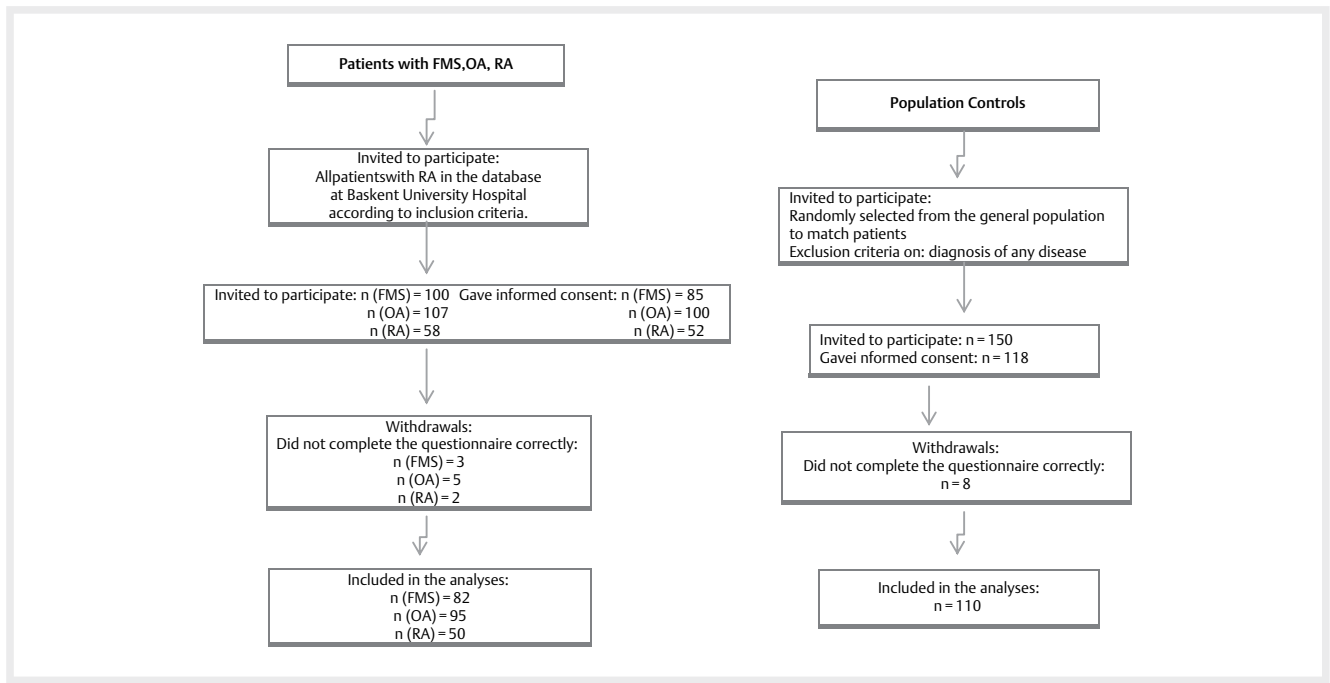 Patients with FMS,OA, RA
Invited to participate:
Allpatientswith RA in the database
at Baskent University Hospital
according to inclusion criteria.
Invited to participate: n (FMS) = 100 Gave informed consent: n (FMS) = 85
n (OA) = 107 n (OA) = 100
n (RA) = 58 n (RA) = 52
Withdrawals:
Did not complete the questionnaire correctly:
n (FMS) = 3
n (OA) = 5
n (RA) = 2
Included in the analyses:
n (FMS) = 82
n (OA) = 95
n (RA) = 50
Population Controls
Invited to participate:
Randomly selected from the general population
to match patients
Exclusion criteria on: diagnosis of any disease
Invited to participate: n = 150
Gavei nformed consent: n = 118
Withdrawals:
Did not complete the questionnaire correctly:
n = 8
Included in the analyses:
n = 110